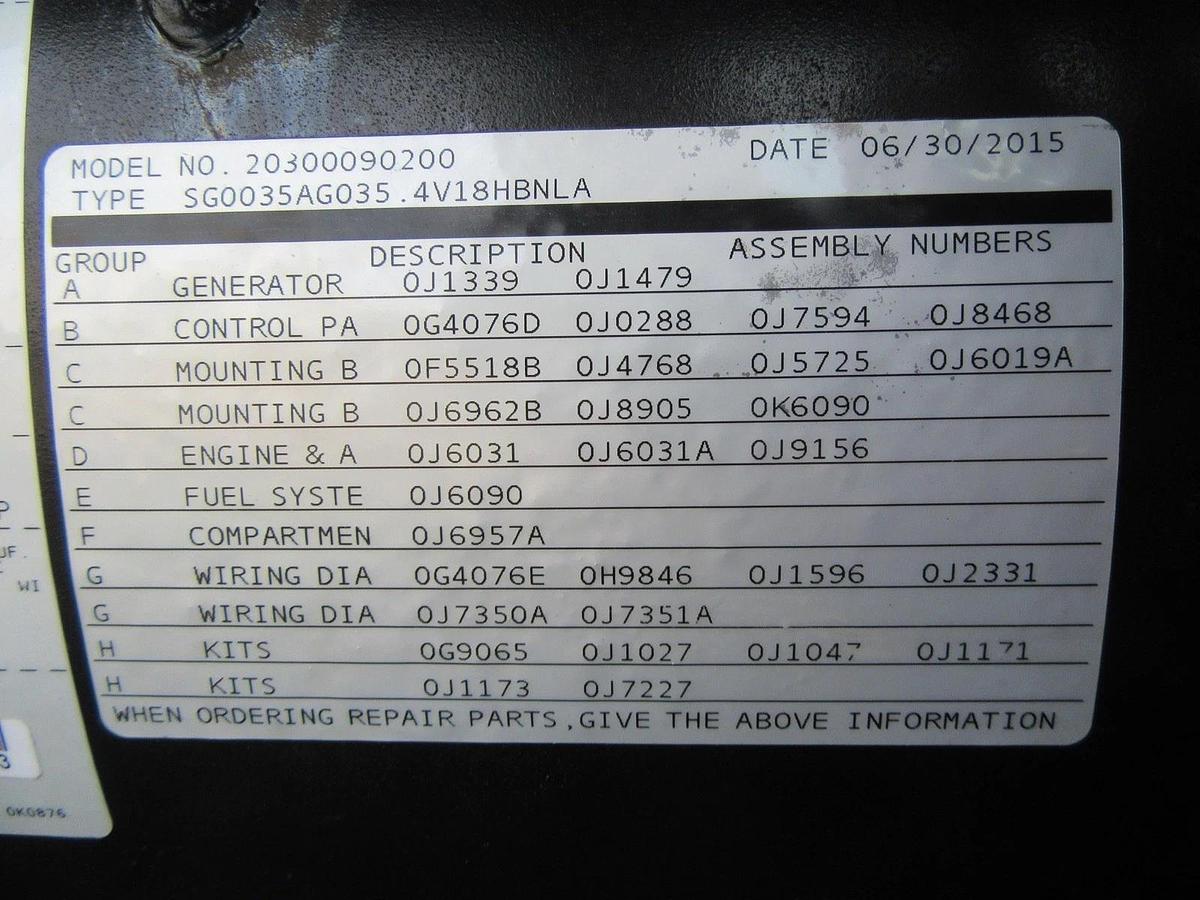 MODEL NO. 20300090200 DATE 06/30/2015
TYPE SG0035AG035.4V18HBNLA
GROUP DESCRIPTION ASSEMBLY NUMBERS
A GENERATOR 0J1339 0J1479
B CONTROL PA 0G4076D 0J0288 0J7594 0J8468
C MOUNTING B 0F5518B 0J4768 0J5725 0J6019A
C MOUNTING B 0J6962B 0J8905 0K6090
D ENGINE & A 0J6031 0J6031A 0J9156
E FUEL SYSTE 0J6090
F COMPARTMEN 0J6957A
G WIRING DIA 0G4076E 0H9846 0J1596 0J2331
G WIRING DIA 0J7350A 0J7351A
H KITS 0G9065 0J1027 0J1047 0J1171
H KITS 0J1173 0J7227
WHEN ORDERING REPAIR PARTS,GIVE THE ABOVE INFORMATION
WI
3
0K0876